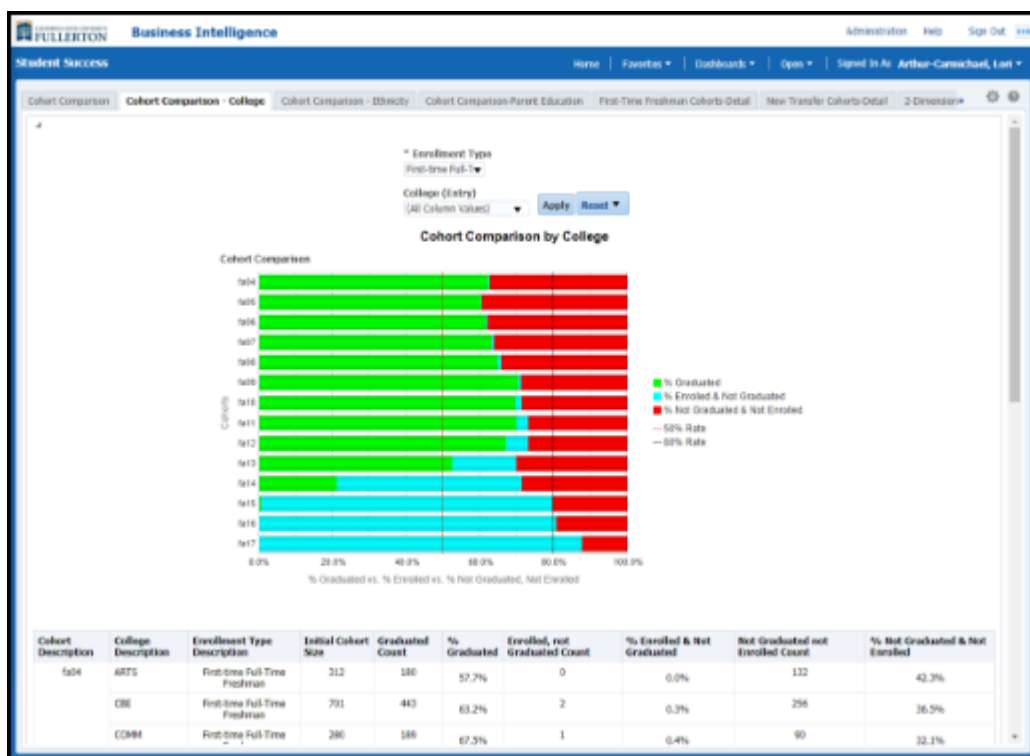 FULLERTON Business Intelligence Administration Help Sign Out
Student Success Home Favorites Dashboards Open Signed In As Arthur-Carmichael, Lori
Cohort Comparison Cohort Comparison - College Cohort Comparison - Ethnicity Cohort Comparison-Parent Education First-Time Freshman Cohorts-Detail New Transfer Cohorts-Detail 2-Dimension
* Enrollment Type
First-time Full-T
College (Entry)
(All Column Values) Apply Reset
Cohort Comparison by College
Cohort Comparison
fa04
fa05
fa06
fa07
fa08
fa09
fa10
fa11
fa12
fa13
fa14
fa15
fa16
fa17
Cohorts
% Graduated
% Enrolled & Not Graduated
% Not Graduated & Not Enrolled
50% Rate
80% Rate
0.0% 20.0% 40.0% 60.0% 80.0% 100.0%
% Graduated vs. % Enrolled vs. % Not Graduated, Not Enrolled
Cohort College Enrollment Type Initial Cohort Graduated % Enrolled, not % Enrolled & Not Not Graduated not % Not Graduated & Not
Description Description Description Size Count Graduated Graduated Count Graduated Enrolled Count Enrolled
fa04 ARTS First-time Full-Time 312 180 57.7% 0 0.0% 132 42.3%
Freshman
CBE First-time Full-Time 701 443 63.2% 2 0.3% 256 36.5%
Freshman
COMM First-time Full-Time 280 189 67.5% 1 0.4% 90 32.1%